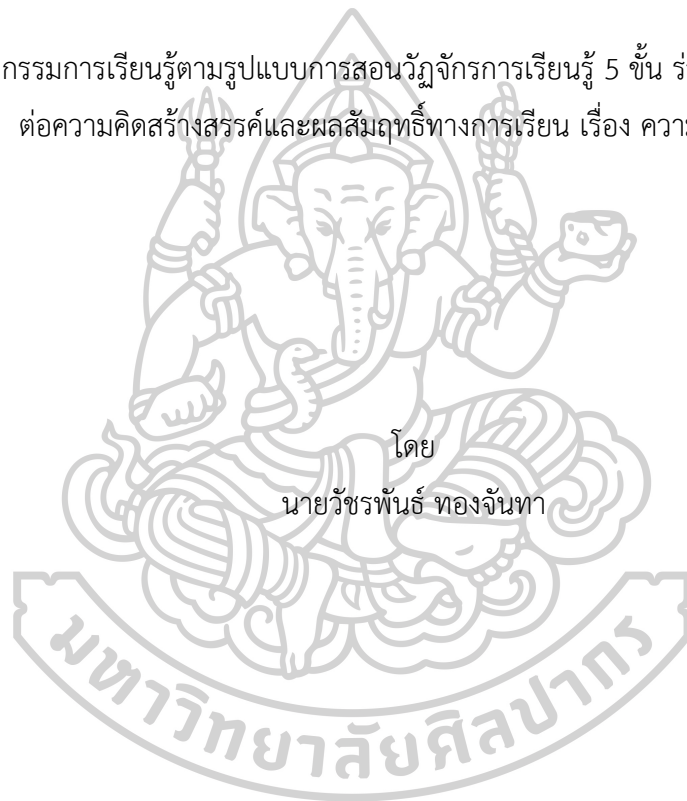 กรรมการเรียนรู้ตามรูปแบบการสอนวัฏจักรการเรียนรู้ 5 ขั้น ร่
ต่อความคิดสร้างสรรค์และผลสัมฤทธิ์ทางการเรียน เรื่อง ควา
โดย
นายวัชรพันธ์ ทองจันทา
มหาวิทยาลัยศิลปากร